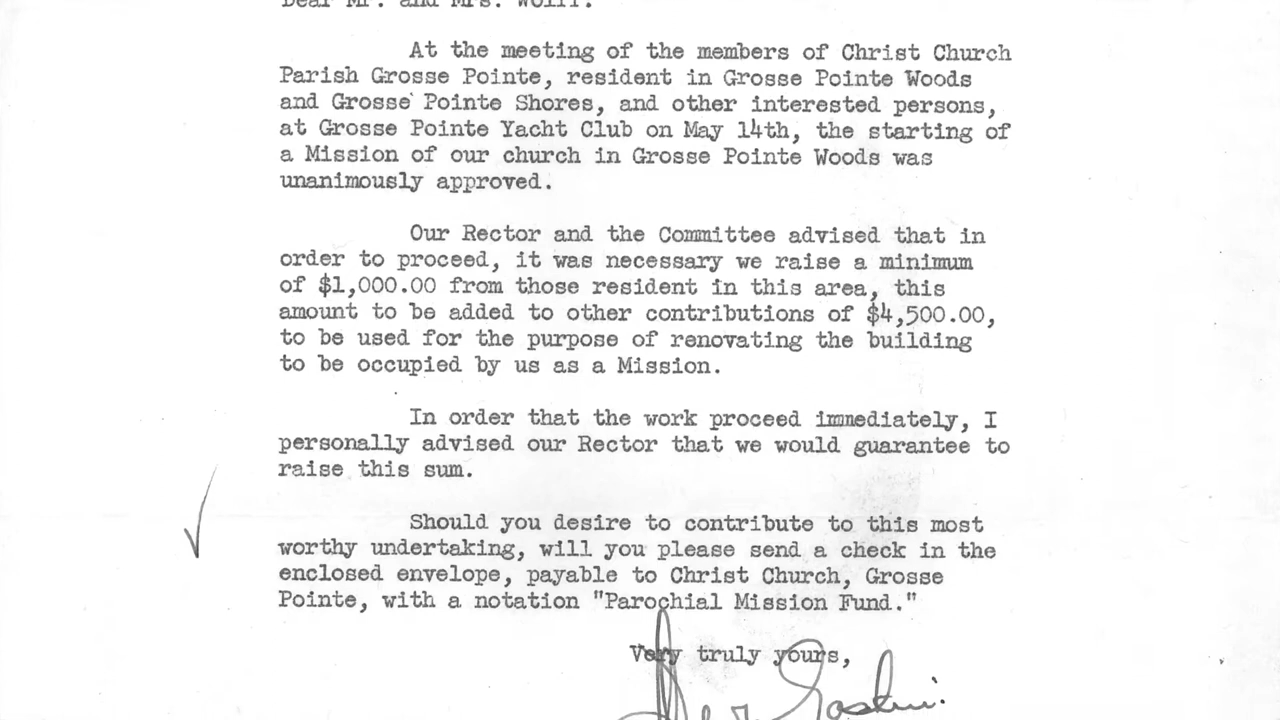 Dear Mr. and Mrs. Wolff:
At the meeting of the members of Christ Church
Parish Grosse Pointe, resident in Grosse Pointe Woods
and Grosse Pointe Shores, and other interested persons,
at Grosse Pointe Yacht Club on May 14th, the starting of
a Mission of our church in Grosse Pointe Woods was
unanimously approved.
Our Rector and the Committee advised that in
order to proceed, it was necessary we raise a minimum
of $1,000.00 from those resident in this area, this
amount to be added to other contributions of $4,500.00,
to be used for the purpose of renovating the building
to be occupied by us as a Mission.
In order that the work proceed immediately, I
personally advised our Rector that we would guarantee to
raise this sum.
Should you desire to contribute to this most
worthy undertaking, will you please send a check in the
enclosed envelope, payable to Christ Church, Grosse
Pointe, with a notation "Parochial Mission Fund."
Very truly yours,